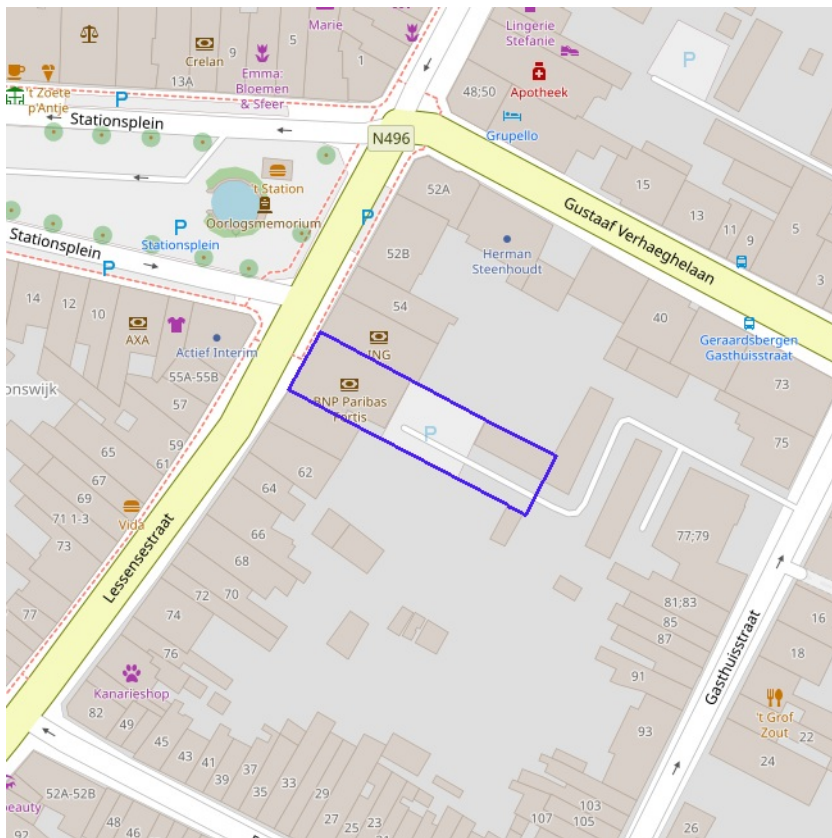 Marie
Crelan
9
5
1
13A
Emma:
Bloemen
& Sfeer
't Zoete
p'Antje
P
Stationsplein
N496
Lingerie
Stefanie
P
48;50
Apotheek
Grupello
't Station
Oorlogsmemorium
P
Stationsplein
P
Stationsplein
P
52A
52B
54
Herman
Steenhoudt
Gustaaf Verhaeghelaan
15
13
11
9
5
3
40
Geraardsbergen
Gasthuisstraat
73
75
14
12
10
AXA
Actief Interim
onswijk
55A-55B
57
59
61
65
67
69
71 1-3
73
77
Vida
ING
BNP Paribas
Fortis
P
62
64
66
68
70
72
74
76
Lessensestraat
Kanarieshop
82
49
45
43
41
39
37
35
33
29
27
25
23
21
52A-52B
48
46
92
beauty
77;79
81;83
85
87
91
93
107
103
105
Gasthuisstraat
16
18
't Grof
Zout
22
24
26